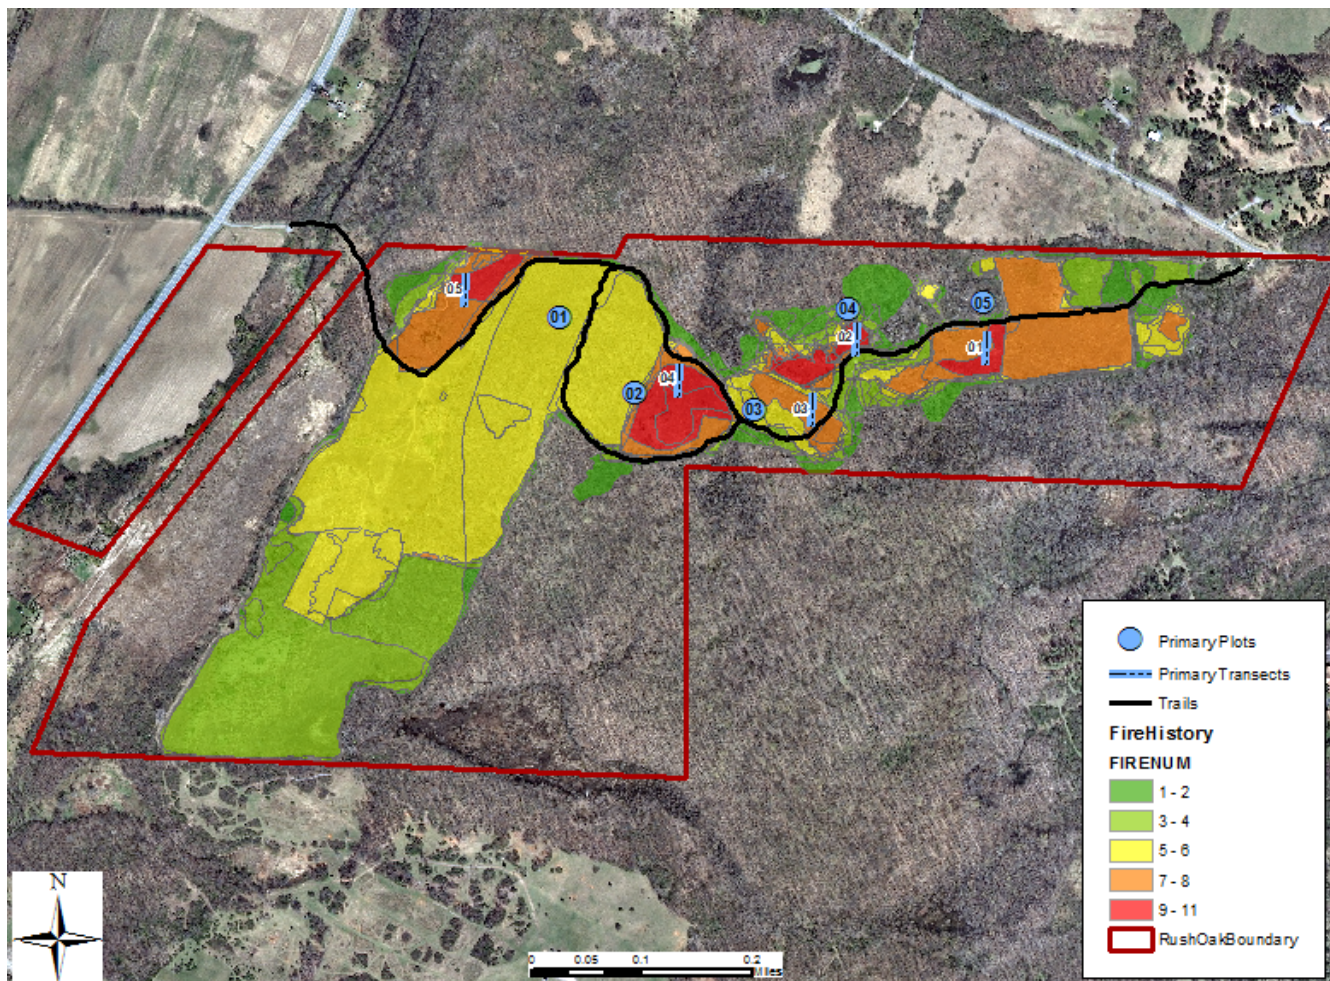 05
01
04
05
02
01
04
02
03
03
Primary Plots
Primary Transects
Trails
FireHistory
FIRENUM
1 - 2
3 - 4
5 - 6
7 - 8
9 - 11
RushOakBoundary
N
0 0.05 0.1 0.2
Miles